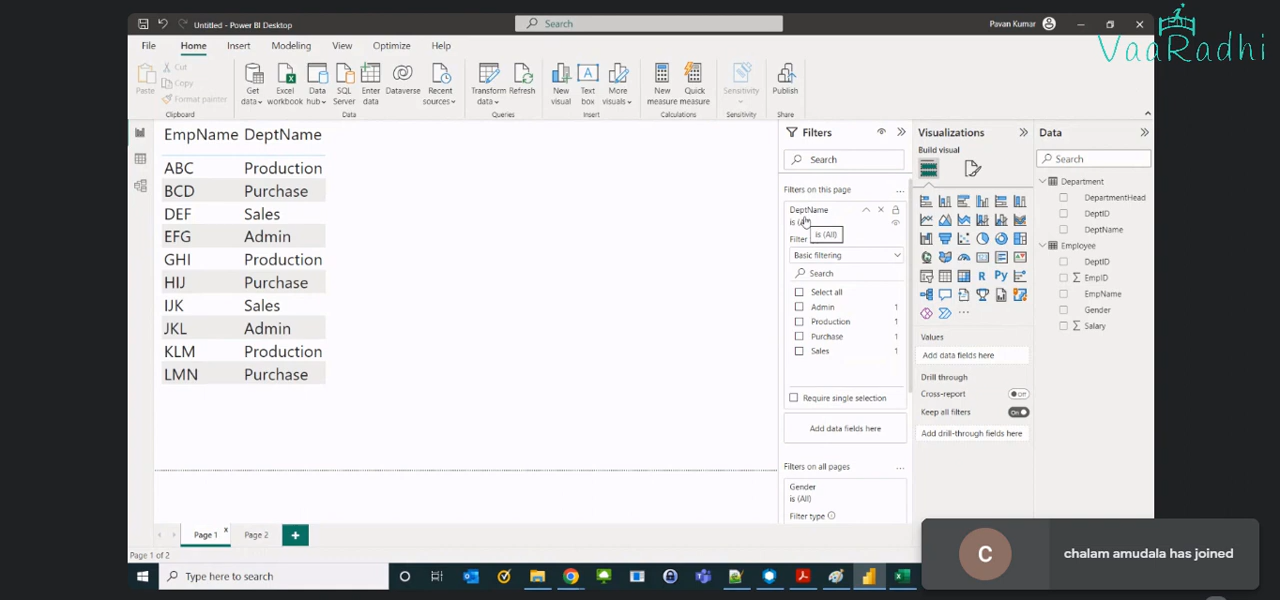 Untitled - Power BI Desktop
Search
Pavan Kumar
VaaRadhi
File Home Insert Modeling View Optimize Help
Paste
Cut
Copy
Format painter
Clipboard
Get data
Excel workbook
Data hub
SQL Server
Enter data
Dataverse
Recent sources
Data
Transform data
Refresh
Queries
New visual
Text box
More visuals
Insert
New measure
Quick measure
Calculations
Sensitivity
Sensitivity
Publish
Share
EmpName DeptName
ABC Production
BCD Purchase
DEF Sales
EFG Admin
GHI Production
HIJ Purchase
IJK Sales
JKL Admin
KLM Production
LMN Purchase
Filters
Search
Filters on this page
DeptName
is (All)
is (All)
Filter
Basic filtering
Search
Select all
Admin 1
Production 1
Purchase 1
Sales 1
Require single selection
Add data fields here
Filters on all pages
Gender
is (All)
Filter type
Visualizations
Build visual
R Py
Values
Add data fields here
Drill through
Cross-report Off
Keep all filters On
Add drill-through fields here
Data
Search
Department
DepartmentHead
DeptID
DeptName
Employee
DeptID
EmpID
EmpName
Gender
Salary
Page 1 Page 2
Page 1 of 2
Type here to search
C
chalam amudala has joined